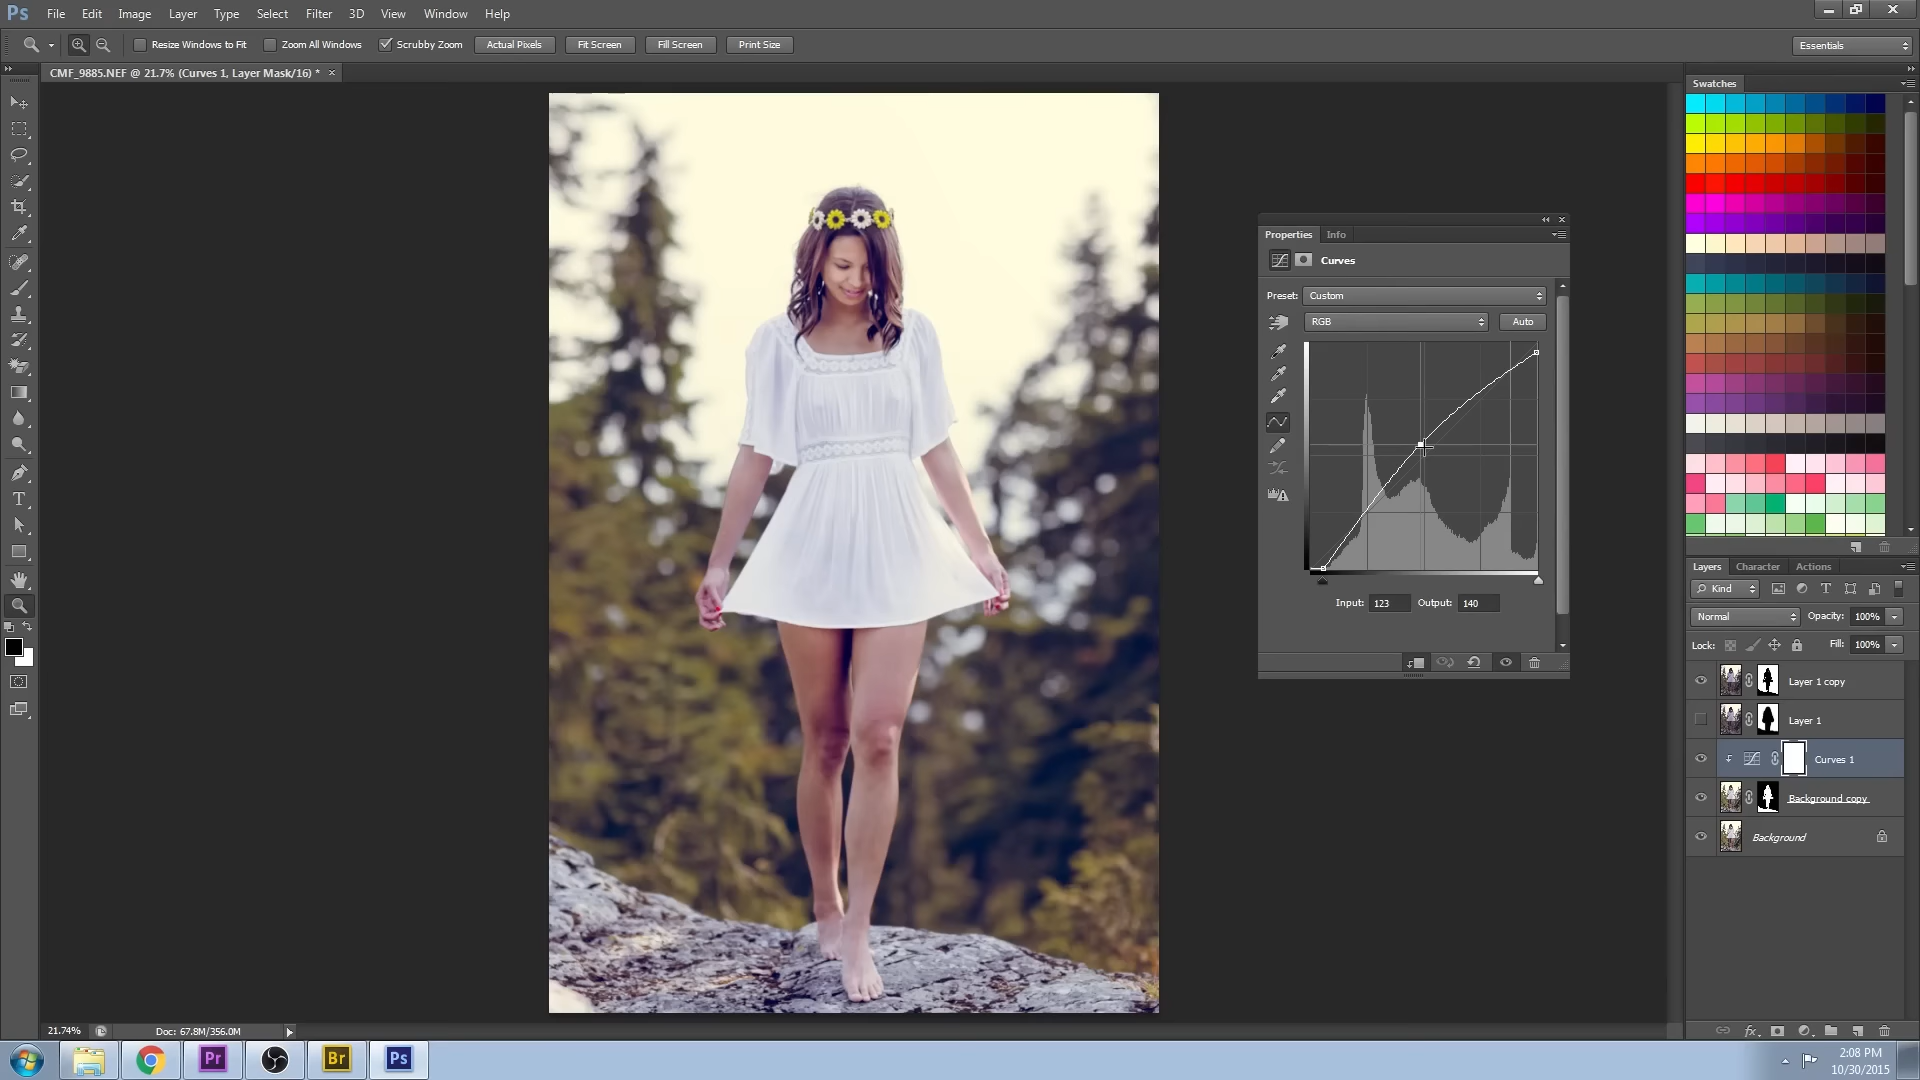 Ps File Edit Image Layer Type Select Filter 3D View Window Help
Resize Windows to Fit Zoom All Windows Scrubby Zoom Actual Pixels Fit Screen Fill Screen Print Size Essentials
CMF_9885.NEF @ 21.7% (Curves 1, Layer Mask/16) *
Swatches
Properties Info
Curves
Preset: Custom
RGB Auto
Input: 123 Output: 140
Layers Character Actions
Kind
Normal Opacity: 100%
Lock: Fill: 100%
Layer 1 copy
Layer 1
Curves 1
Background copy
Background
21.74% Doc: 67.8M/356.0M
Pr Br Ps
2:08 PM
10/30/2015